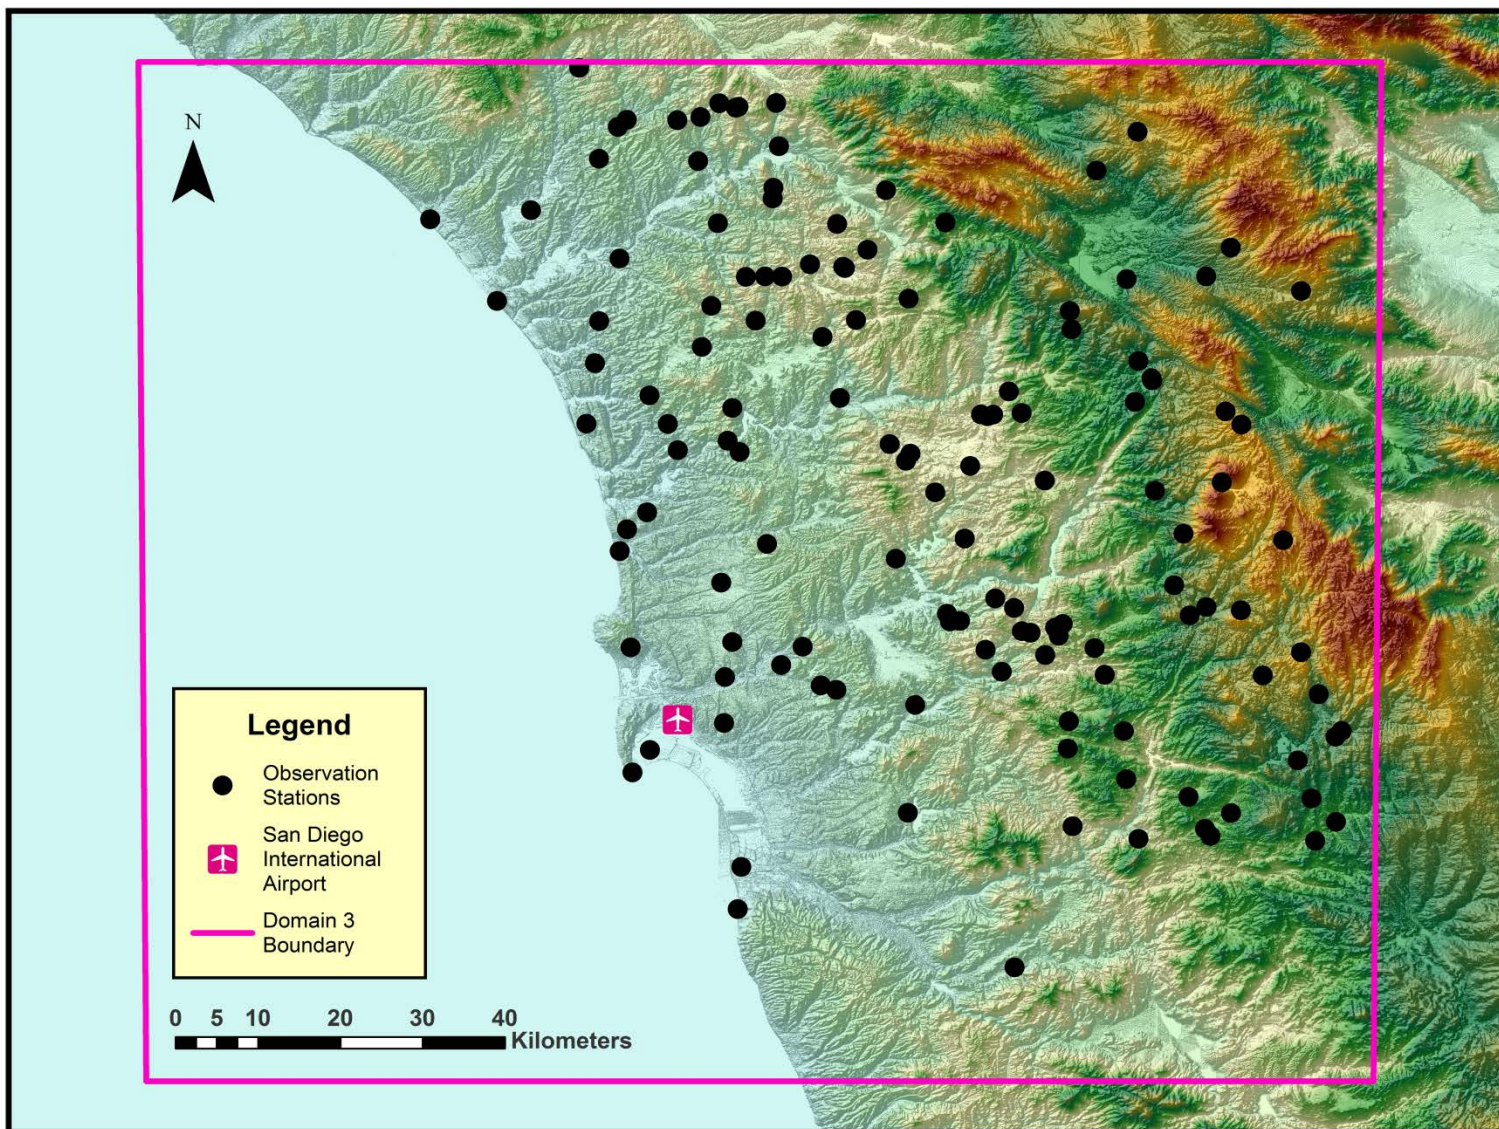 N
Legend
Observation
Stations
San Diego
International
Airport
Domain 3
Boundary
0 5 10 20 30 40
Kilometers